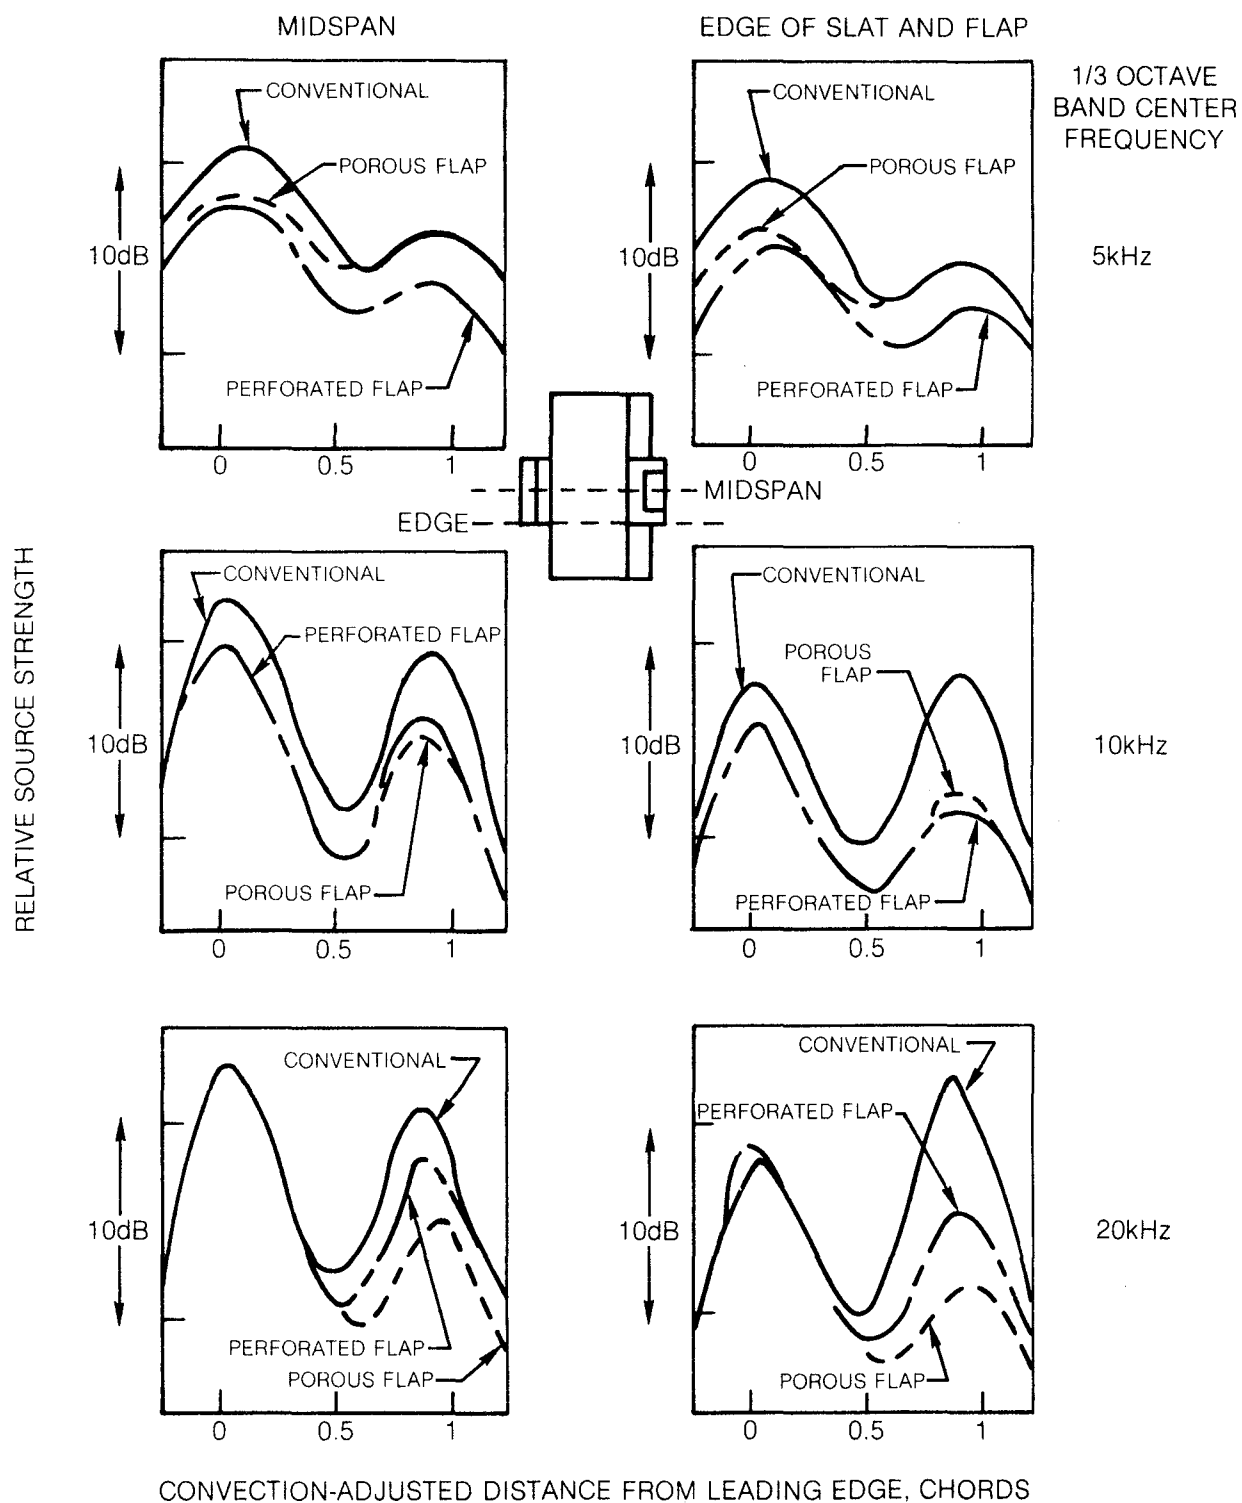 MIDSPAN
EDGE OF SLAT AND FLAP
1/3 OCTAVE
BAND CENTER
FREQUENCY
CONVENTIONAL
POROUS FLAP
10dB
PERFORATED FLAP
0 0.5 1
CONVENTIONAL
POROUS FLAP
10dB
PERFORATED FLAP
0 0.5 1
5kHz
MIDSPAN
EDGE
RELATIVE SOURCE STRENGTH
CONVENTIONAL
PERFORATED FLAP
10dB
POROUS FLAP
0 0.5 1
CONVENTIONAL
POROUS
FLAP
10dB
PERFORATED FLAP
0 0.5 1
10kHz
CONVENTIONAL
10dB
PERFORATED FLAP
POROUS FLAP
0 0.5 1
CONVENTIONAL
PERFORATED FLAP
10dB
POROUS FLAP
0 0.5 1
20kHz
CONVECTION-ADJUSTED DISTANCE FROM LEADING EDGE, CHORDS